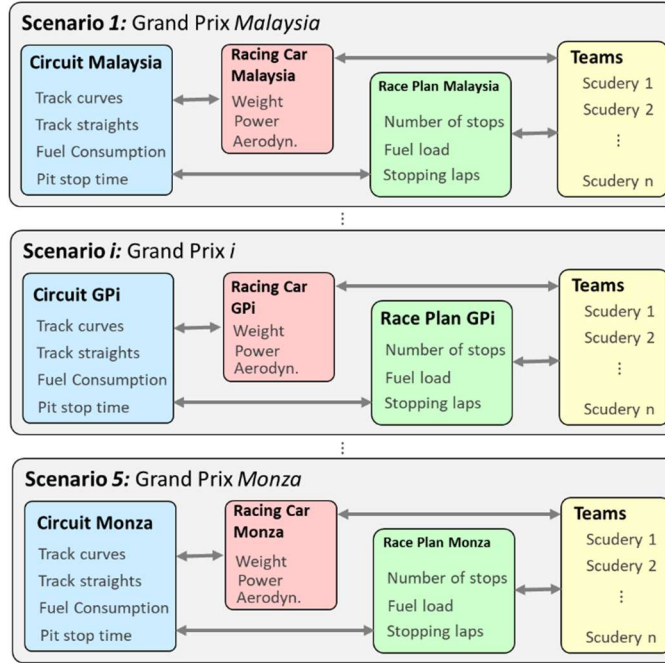 Scenario 1: Grand Prix Malaysia
Circuit Malaysia
Track curves
Track straights
Fuel Consumption
Pit stop time
Racing Car
Malaysia
Weight
Power
Aerodyn.
Race Plan Malaysia
Number of stops
Fuel load
Stopping laps
Teams
Scudery 1
Scudery 2
⋮
Scudery n
⋮
Scenario i: Grand Prix i
Circuit GPi
Track curves
Track straights
Fuel Consumption
Pit stop time
Racing Car
GPi
Weight
Power
Aerodyn.
Race Plan GPi
Number of stops
Fuel load
Stopping laps
Teams
Scudery 1
Scudery 2
⋮
Scudery n
⋮
Scenario 5: Grand Prix Monza
Circuit Monza
Track curves
Track straights
Fuel Consumption
Pit stop time
Racing Car
Monza
Weight
Power
Aerodyn.
Race Plan Monza
Number of stops
Fuel load
Stopping laps
Teams
Scudery 1
Scudery 2
⋮
Scudery n